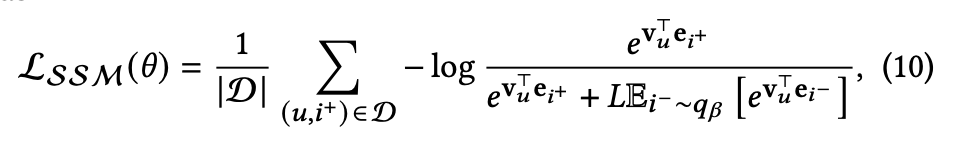 $$\mathcal{L}_{SSM}(\theta) = \frac{1}{|\mathcal{D}|} \sum_{(u,i^+) \in \mathcal{D}} -\log \frac{e^{\mathbf{v}_u^\top \mathbf{e}_{i^+}}}{e^{\mathbf{v}_u^\top \mathbf{e}_{i^+}} + L\mathbb{E}_{i^- \sim q_\beta} \left[ e^{\mathbf{v}_u^\top \mathbf{e}_{i^-}} \right]}, \quad (10)$$